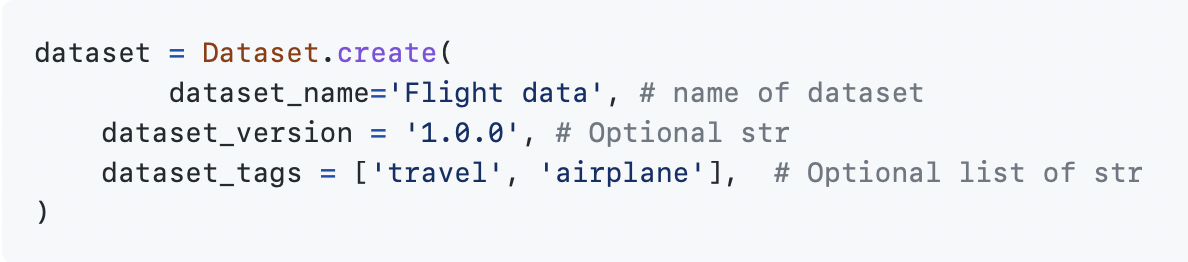 dataset = Dataset.create(
        dataset_name='Flight data', # name of dataset
    dataset_version = '1.0.0', # Optional str
    dataset_tags = ['travel', 'airplane'],  # Optional list of str
)